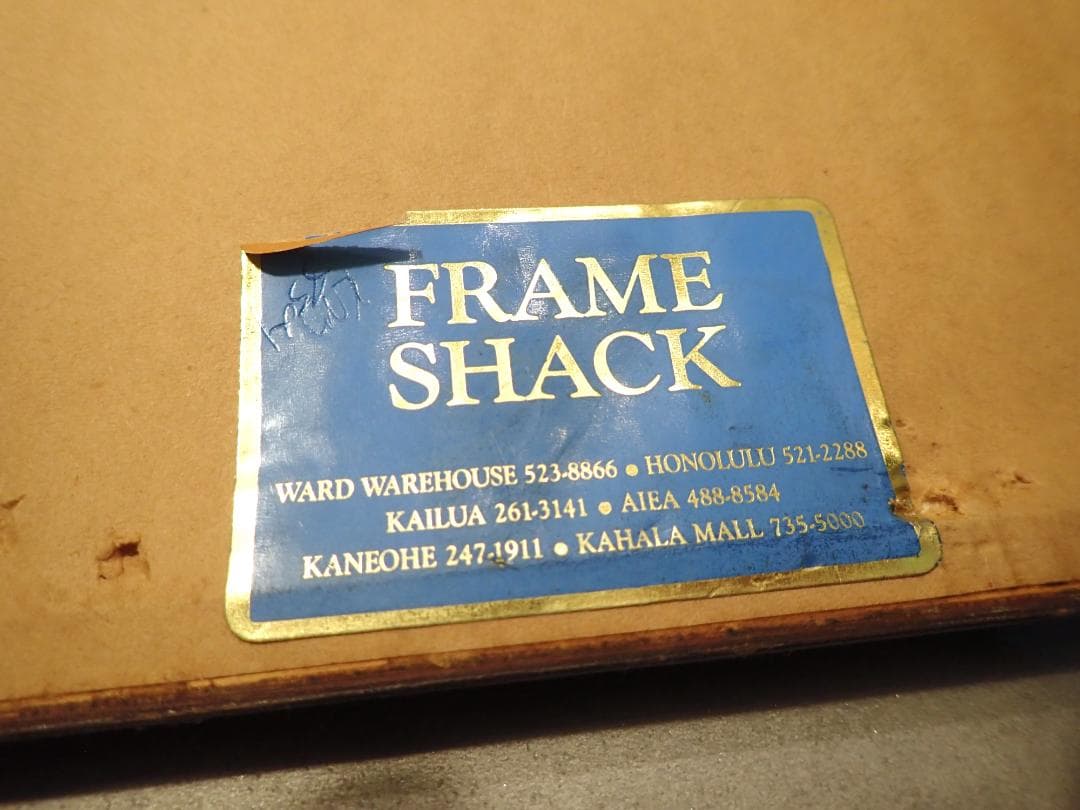 FRAME
SHACK
WARD WAREHOUSE 523-8866 • HONOLULU 521-2288
KAILUA 261-3141 • AIEA 488-8584
KANEOHE 247-1911 • KAHALA MALL 735-5000